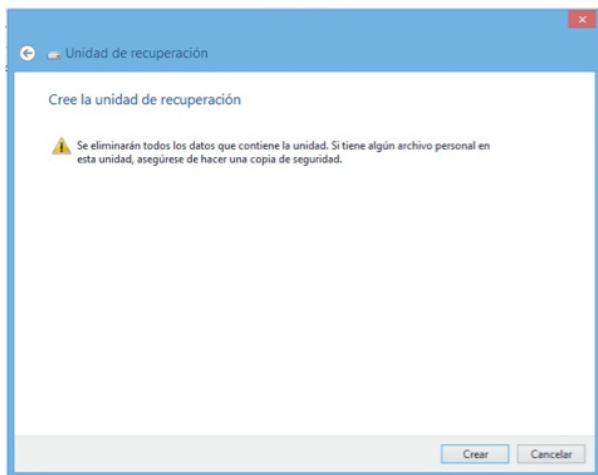 Unidad de recuperación
Cree la unidad de recuperación
Se eliminarán todos los datos que contiene la unidad. Si tiene algún archivo personal en
esta unidad, asegúrese de hacer una copia de seguridad.
Crear Cancelar